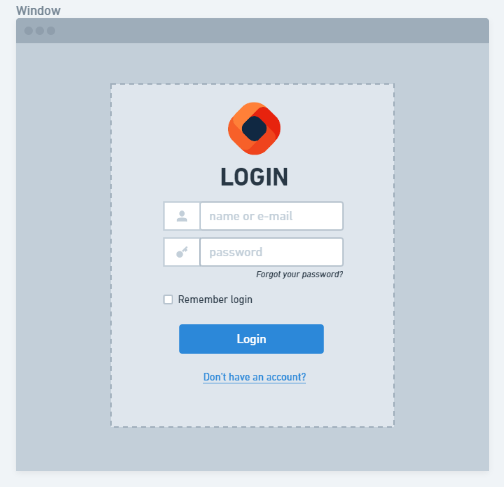 Window
LOGIN
name or e-mail
password
Forgot your password?
Remember login
Login
Don't have an account?